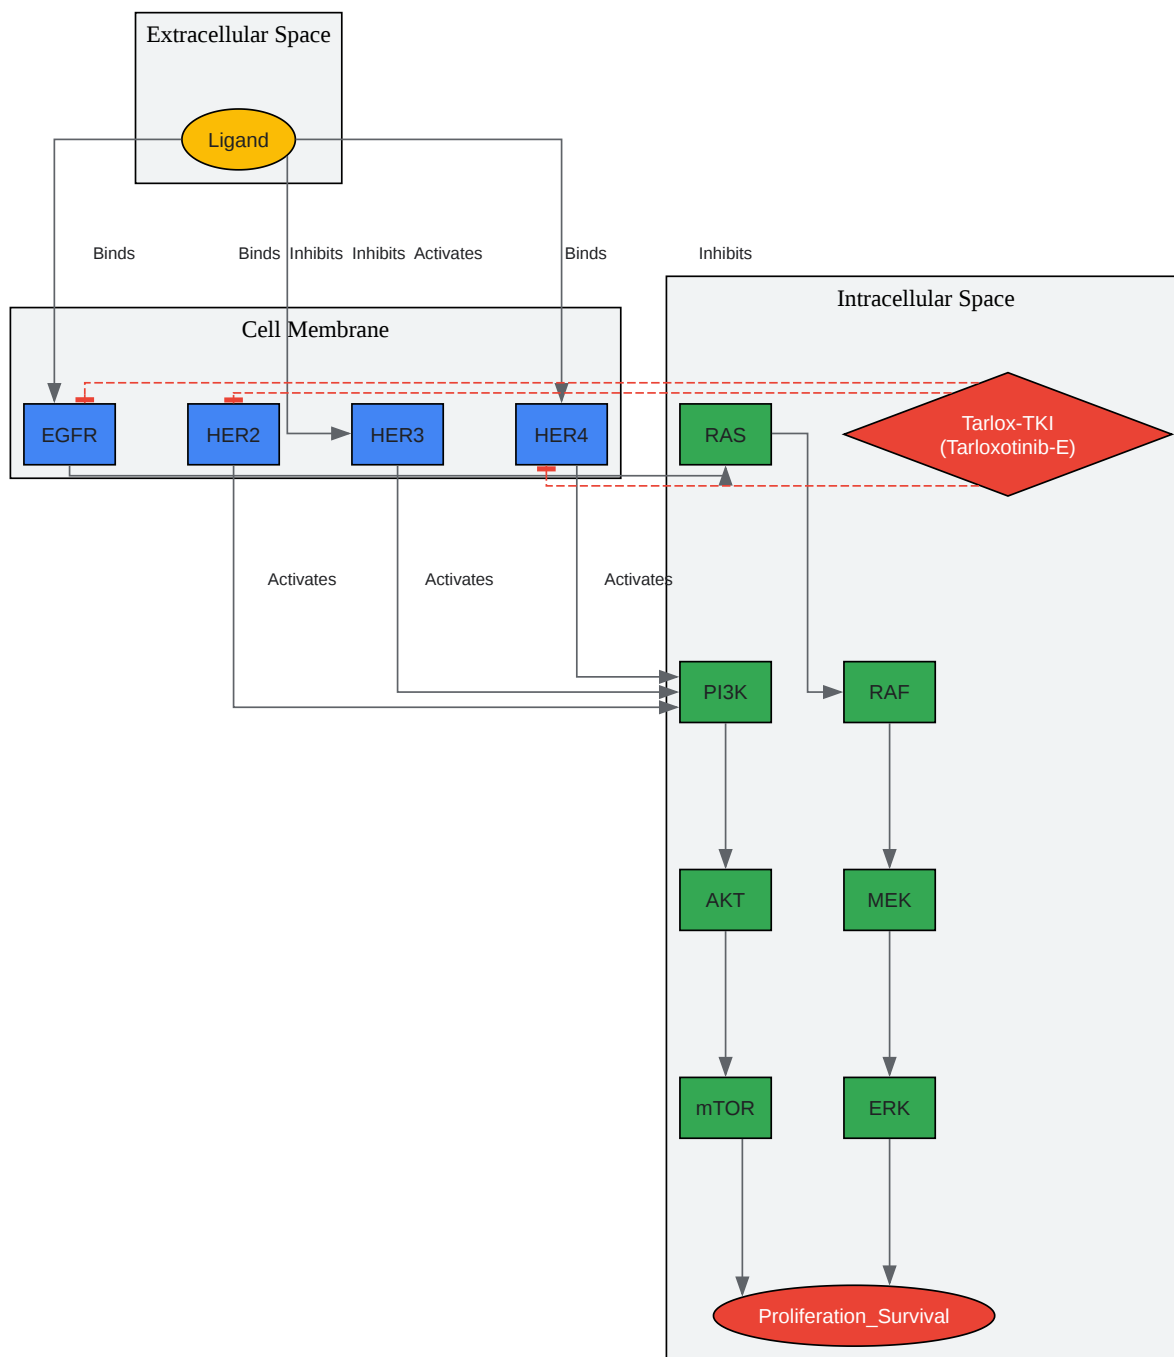 Extracellular Space
Ligand
Binds
Binds
Inhibits
Inhibits
Activates
Binds
Inhibits
Intracellular Space
Cell Membrane
EGFR
HER2
HER3
HER4
RAS
Tarlox-TKI
(Tarloxotinib-E)
Activates
Activates
Activates
PI3K
RAF
AKT
MEK
mTOR
ERK
Proliferation_Survival